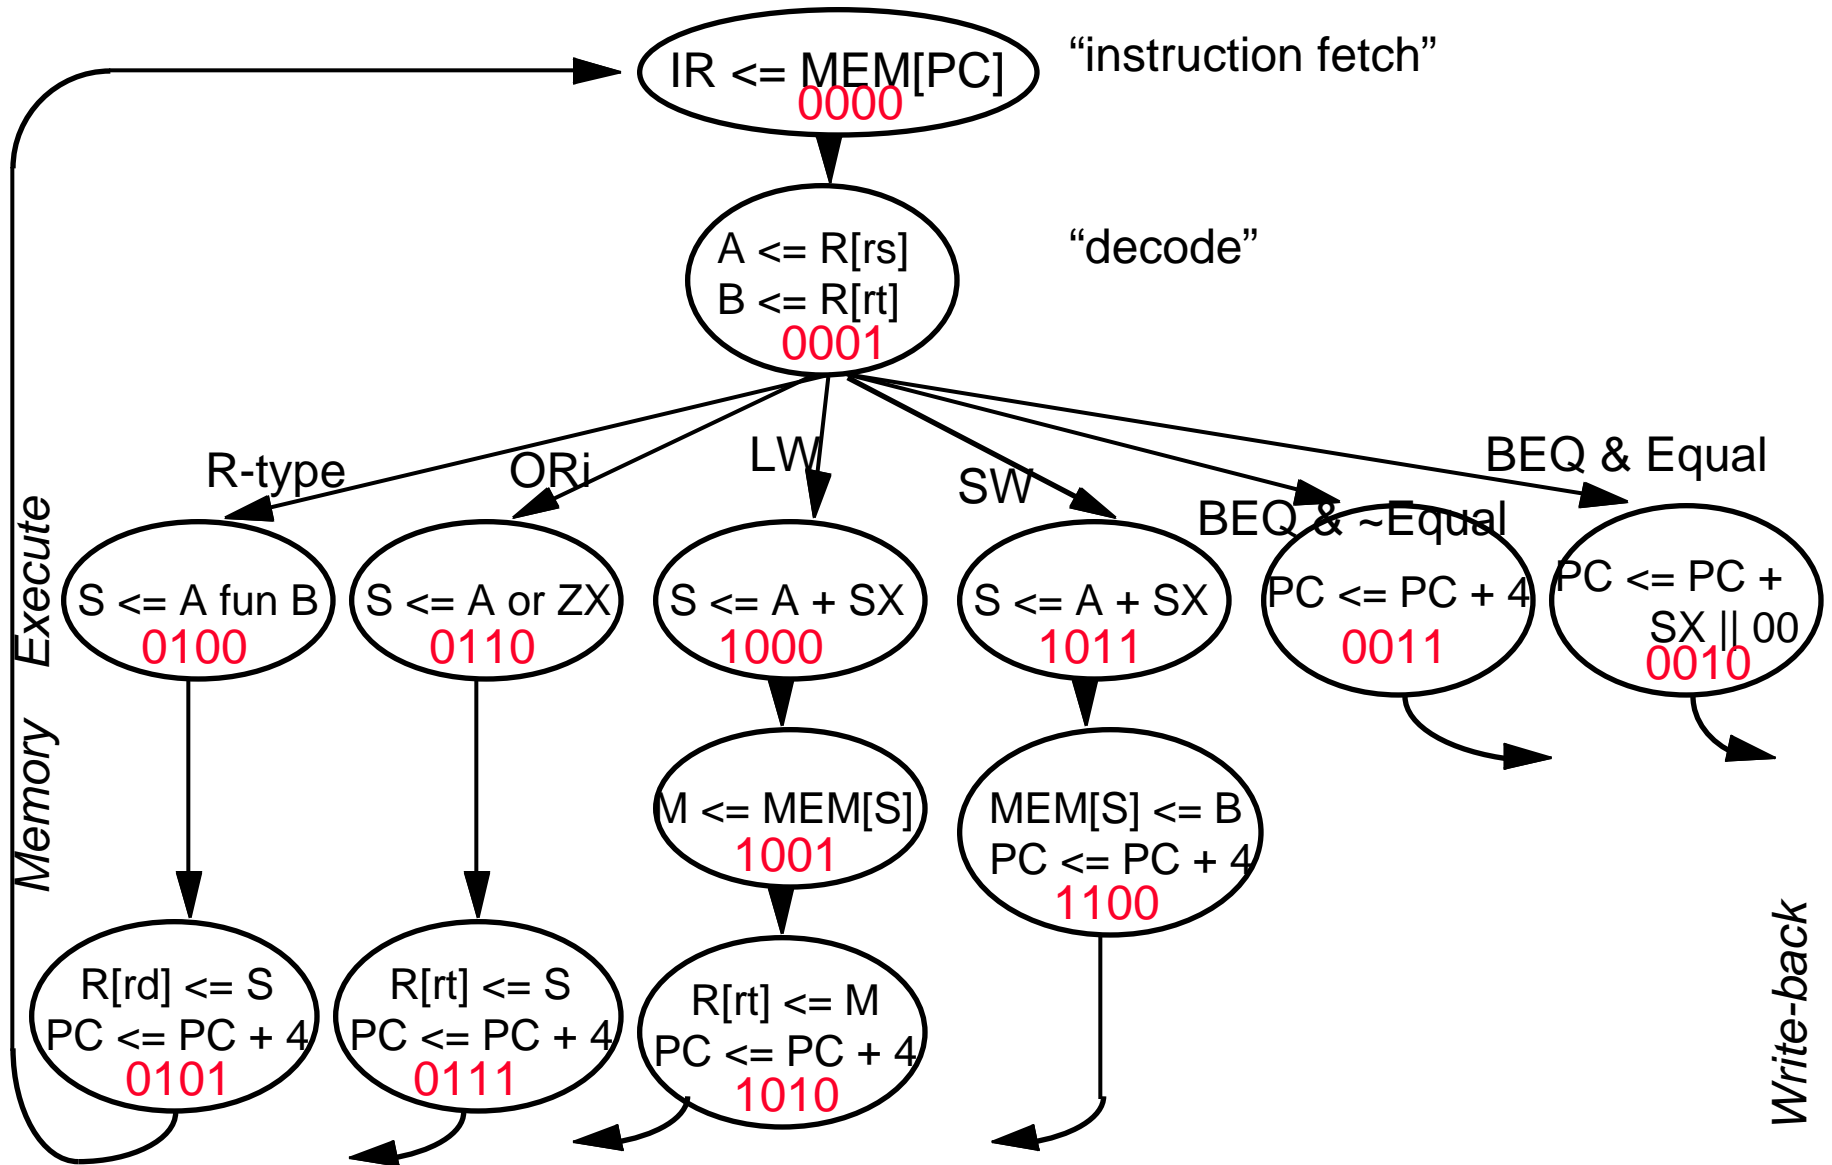 IR <= MEM[PC]
0000
“instruction fetch”
A <= R[rs]
B <= R[rt]
0001
“decode”
R-type
ORi
LW
SW
BEQ & ~Equal
BEQ & Equal
Execute
S <= A fun B
0100
S <= A or ZX
0110
S <= A + SX
1000
S <= A + SX
1011
PC <= PC + 4
0011
PC <= PC +
SX || 00
0010
Memory
M <= MEM[S]
1001
MEM[S] <= B
PC <= PC + 4
1100
R[rd] <= S
PC <= PC + 4
0101
R[rt] <= S
PC <= PC + 4
0111
R[rt] <= M
PC <= PC + 4
1010
Write-back